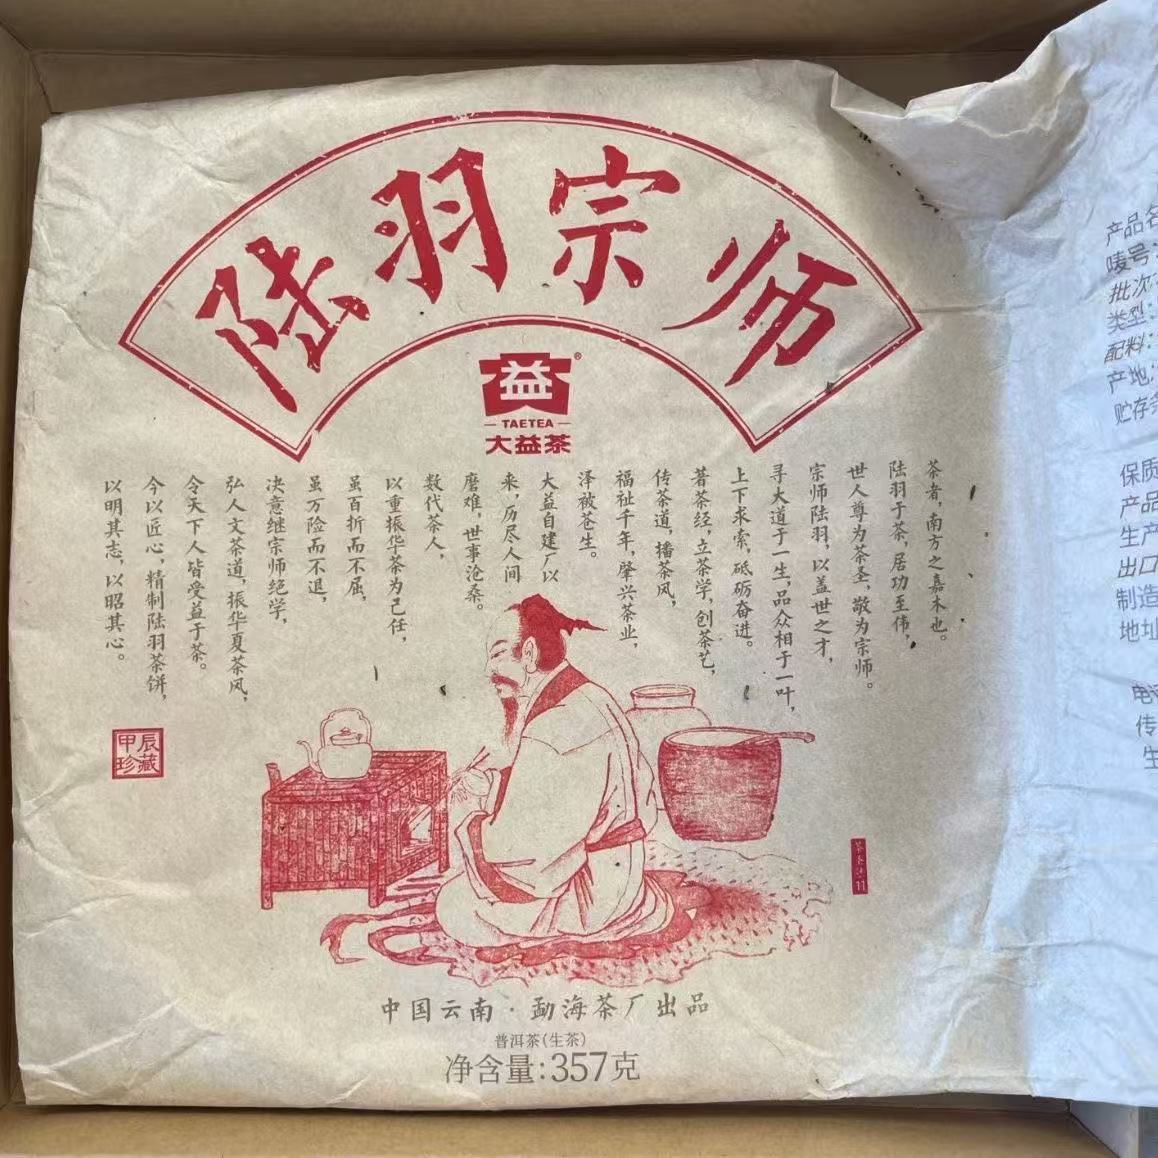 陆羽宗师
益®
TAETEA
大益茶
茶者，南方之嘉木也。
陆羽于茶，居功至伟，
世人尊为茶圣，敬为宗师。
宗师陆羽，以盖世之才，
寻大道于一生，品众相于一叶，
上下求索，砥砺奋进。
著茶经，立茶学，创茶艺，
传茶道，播茶风，
福祉千年，肇兴茶业，
泽被苍生。
大益自建厂以
来，历尽人间
磨难，世事沧桑。
数代茶人，
以重振华茶为己任，
虽百折而不屈，
虽万险而不退，
决意继宗师绝学，
弘人文茶道，振华夏茶风，
令天下人皆受益于茶。
今以匠心，精制陆羽茶饼，
以明其志，以昭其心。
甲辰
珍藏
11
中国云南·勐海茶厂出品
普洱茶(生茶)
净含量:357克
产品名
唛号
批次
类型:
配料:
产地:
贮存条
保质
产品
生产
出口
制造
地址
电
传
生